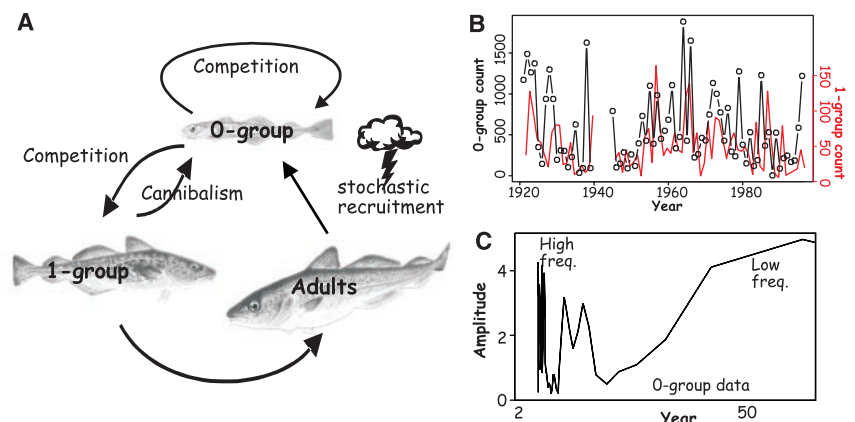 A
Competition
0-group
Competition
Cannibalism
stochastic
recruitment
1-group
Adults
B
0-group count
0
500
1000
1500
1920
1940
1960
1980
Year
0
50
100
150
1-group count
C
High
freq.
Low
freq.
Amplitude
0
2
4
0-group data
2
50
Year